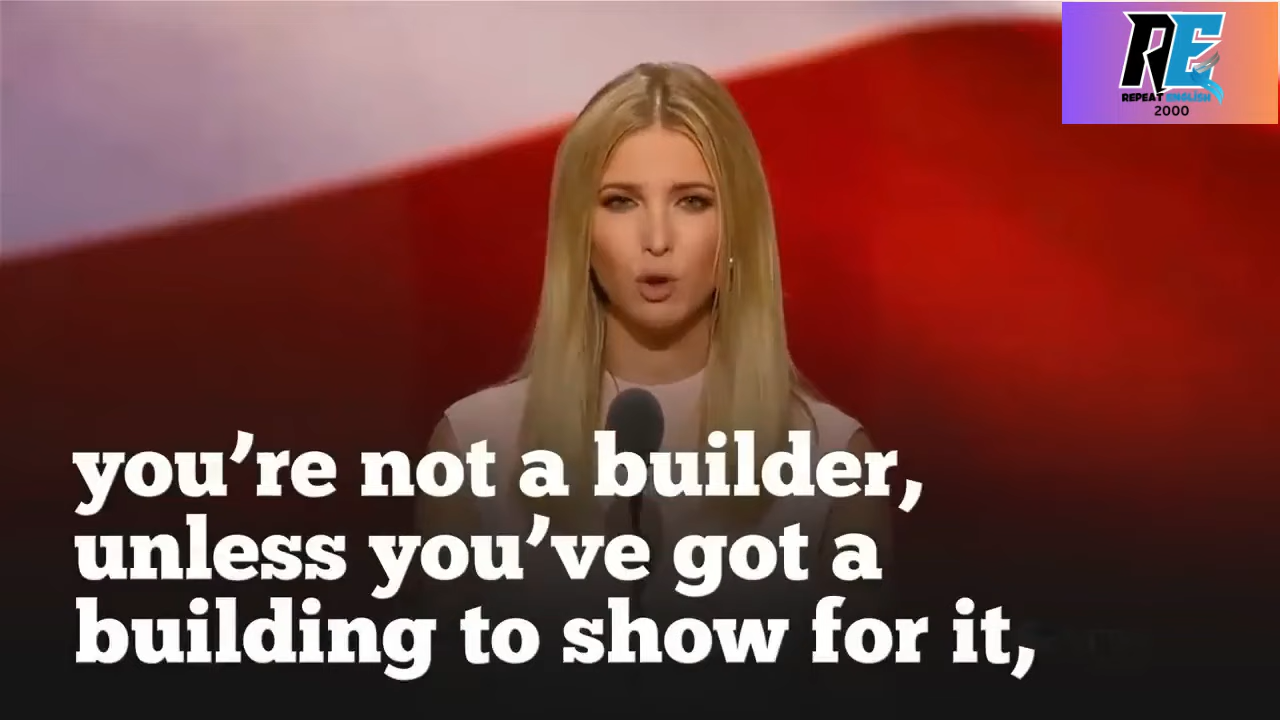 RE
REPEAT ENGLISH
2000
you're not a builder,
unless you've got a
building to show for it,